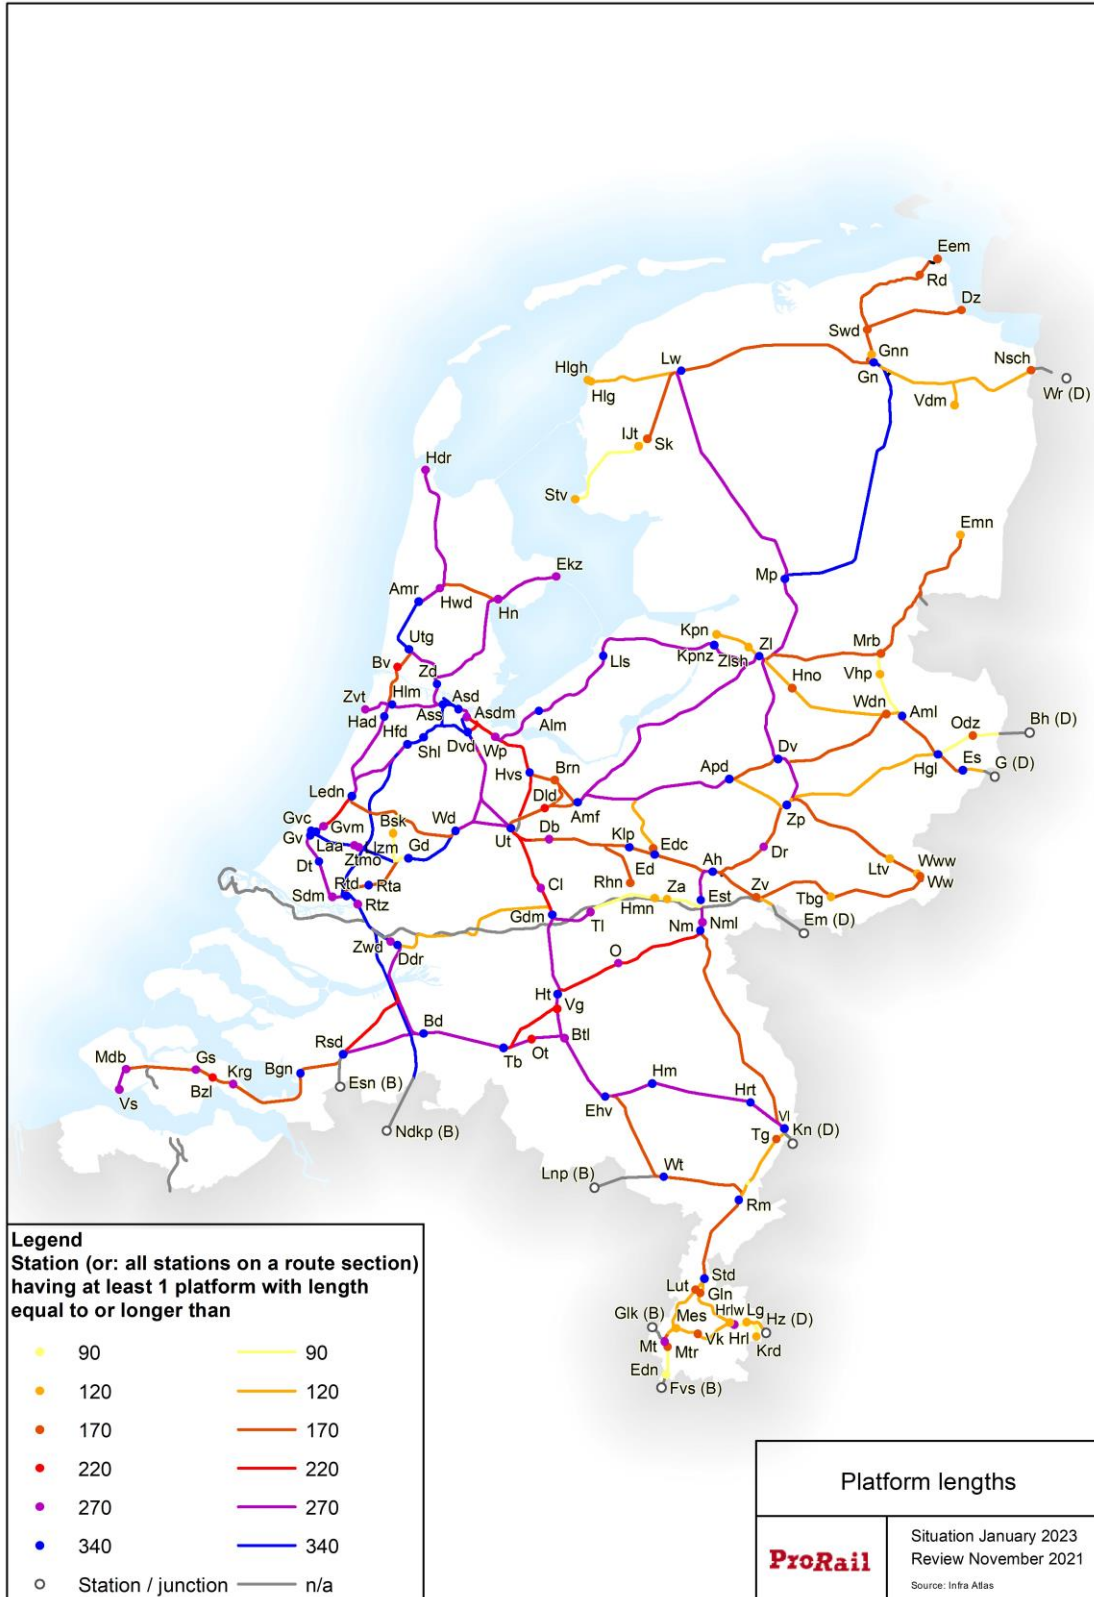 Eem
Rd
Dz
Swd
Gnn
Gn
Nsch
Wr (D)
Vdm
Lw
Hlgh
Hlg
IJt
Sk
Stv
Hdr
Emn
Ekz
Mp
Amr
Hwd
Hn
Utg
Bv
Zd
Kpn
Zl
Kpnz
Zlsh
Lls
Mrb
Vhp
Hno
Wdn
Aml
Zvt
Hlm
Ass
Asd
Asdm
Had
Hfd
Shl
Dvd
Wp
Alm
Odz
Bh (D)
Hgl
Es
G (D)
Dv
Apd
Hvs
Brn
Ledn
Dld
Amf
Zp
Gvc
Gvm
Bsk
Wd
Gv
Laa
Llzm
Gd
Ut
Db
Klp
Edc
Ztmo
Dt
Ed
Ah
Dr
Ltv
Www
Ww
Rtd
Rta
Sdm
Rtz
Cl
Rhn
Hmn
Za
Est
Zv
Tbg
Em (D)
Gdm
Tl
Nm
Nml
Zwd
Ddr
O
Ht
Vg
Rsd
Bd
Tb
Ot
Btl
Mdb
Gs
Krg
Bgn
Bzl
Vs
Esn (B)
Hm
Hrt
Ehv
Ndkp (B)
Vl
Tg
Kn (D)
Lnp (B)
Wt
Rm
Std
Lut
Gln
Glk (B)
Mes
Hrlw
Lg
Hz (D)
Mt
Mtr
Vk
Hrl
Krd
Edn
Fvs (B)
Legend
Station (or: all stations on a route section)
having at least 1 platform with length
equal to or longer than
90 90
120 120
170 170
220 220
270 270
340 340
Station / junction n/a
Platform lengths
ProRail
Situation January 2023
Review November 2021
Source: Infra Atlas